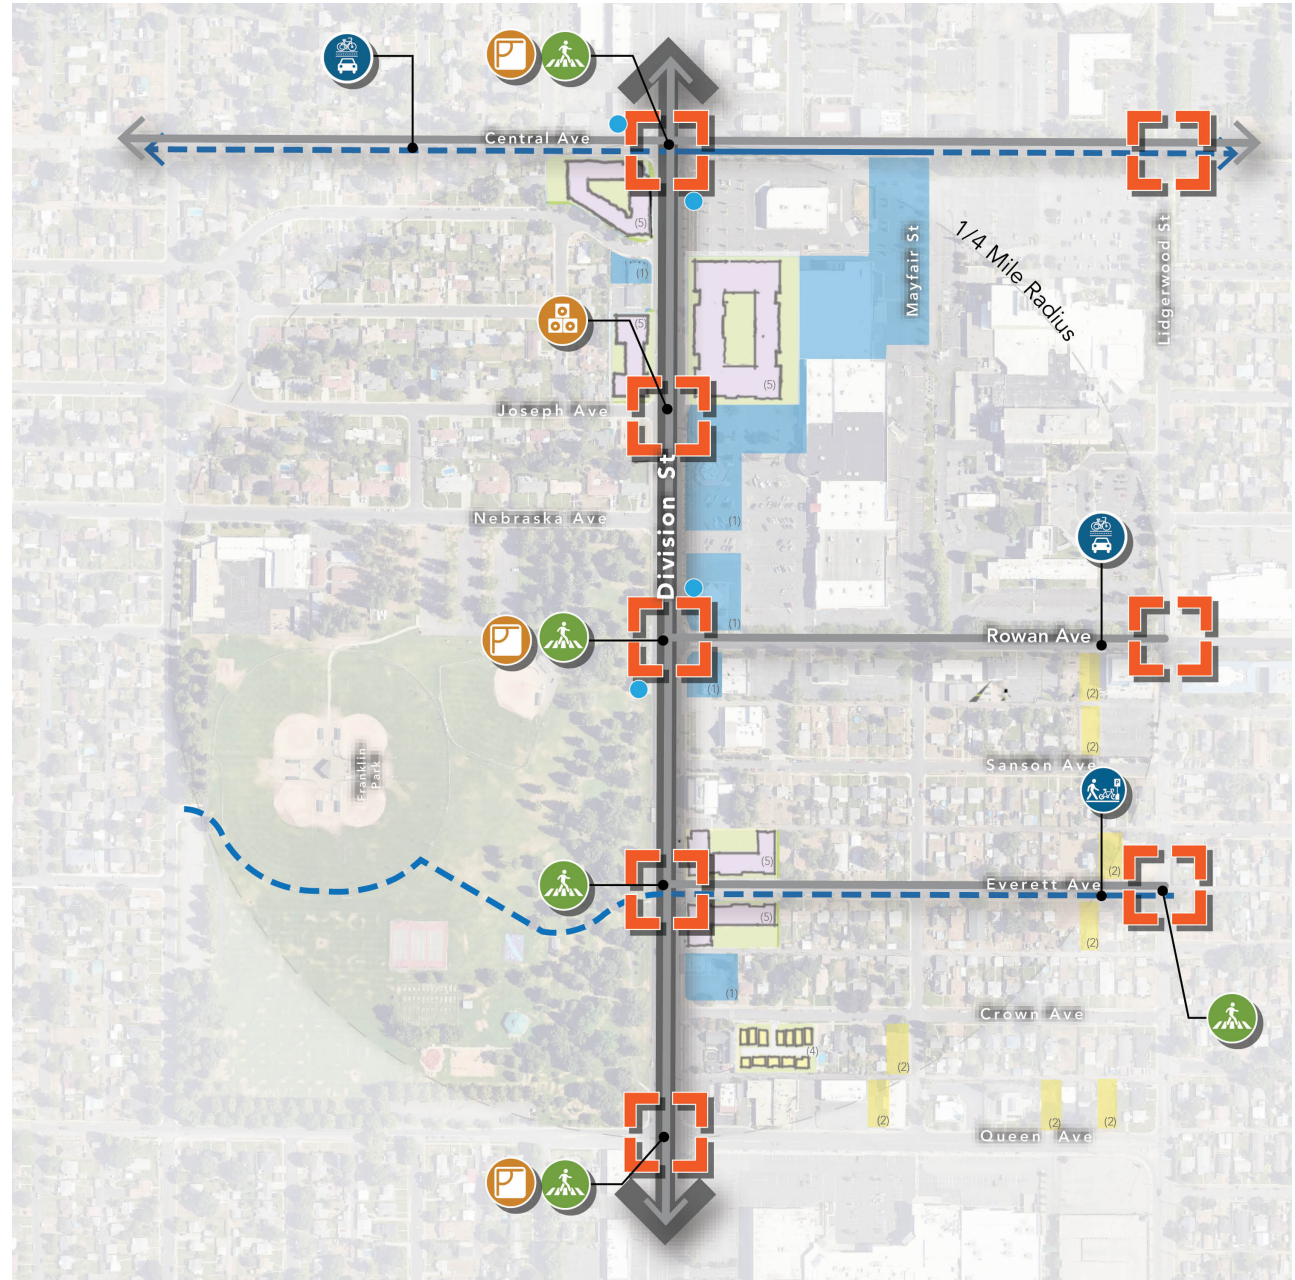 Central Ave
(5)
Mayfair St
1/4 Mile Radius
Lidgerwood St
(1)
(5)
(5)
Joseph Ave
Division St
Nebraska Ave
(1)
(1)
Rowan Ave
(1)
(2)
(2)
Franklin
Park
Sanson Ave
P
(5)
(2)
Everett Ave
(5)
(2)
(1)
Crown Ave
(4)
(2)
(2)
(2)
(2)
Queen Ave